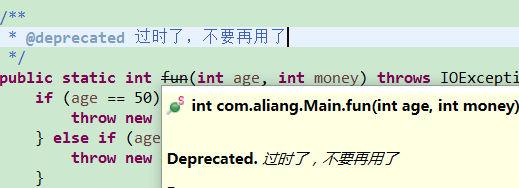 /**
 * @deprecated 过时了，不要再用了
 */
public static int fun(int age, int money) throws IOExcepti
if (age == 50)
throw new
} else if (age
throw new
}
int com.aliang.Main.fun(int age, int money)
Deprecated. 过时了，不要再用了